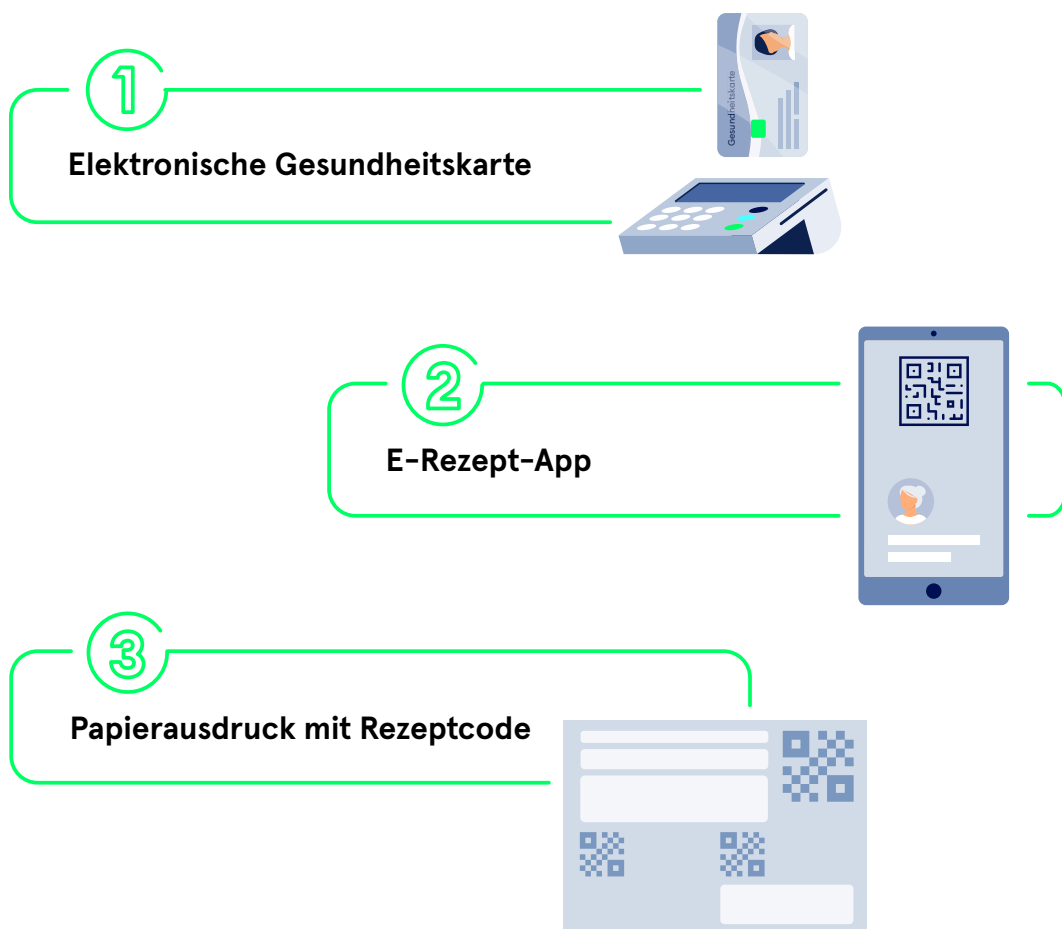 1
Gesundheitskarte
Elektronische Gesundheitskarte
2
E-Rezept-App
3
Papierausdruck mit Rezeptcode